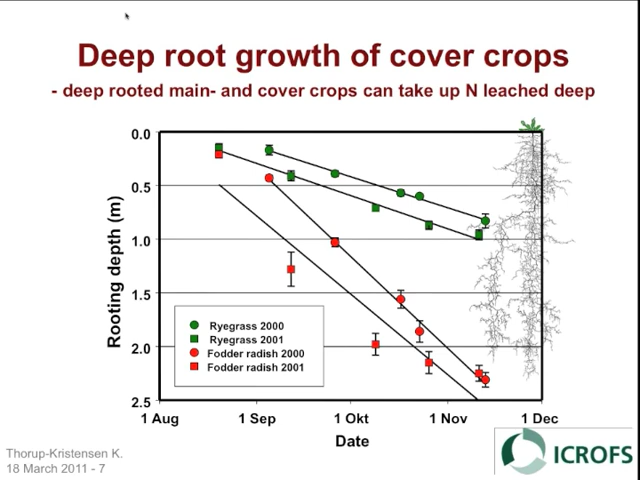 Deep root growth of cover crops
- deep rooted main- and cover crops can take up N leached deep
Rooting depth (m)
0.0
0.5
1.0
1.5
2.0
2.5
Ryegrass 2000
Ryegrass 2001
Fodder radish 2000
Fodder radish 2001
1 Aug 1 Sep 1 Okt 1 Nov 1 Dec
Date
Thorup-Kristensen K.
18 March 2011 - 7
ICROFS